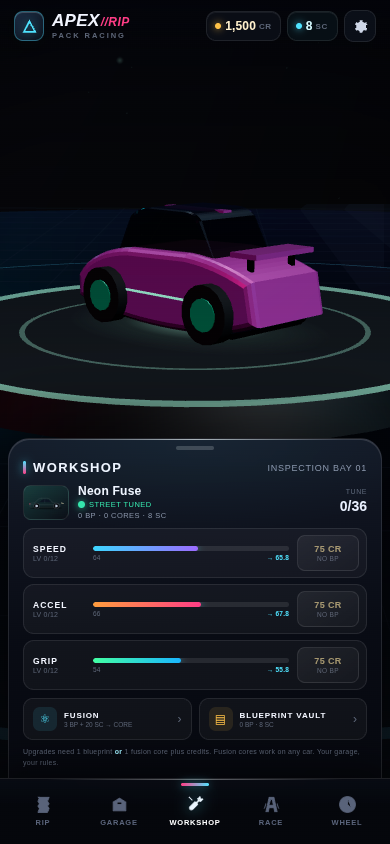 APEX//RIP
PACK RACING
1,500 CR
8 SC
WORKSHOP
INSPECTION BAY 01
Neon Fuse
STREET TUNED
0 BP · 0 CORES · 8 SC
TUNE
0/36
SPEED
LV 0/12
64
→ 65.8
75 CR
NO BP
ACCEL
LV 0/12
66
→ 67.8
75 CR
NO BP
GRIP
LV 0/12
54
→ 55.8
75 CR
NO BP
FUSION
3 BP + 20 SC → CORE
BLUEPRINT VAULT
0 BP · 8 SC
Upgrades need 1 blueprint or 1 fusion core plus credits. Fusion cores work on any car. Your garage,
your rules.
RIP
GARAGE
WORKSHOP
RACE
WHEEL